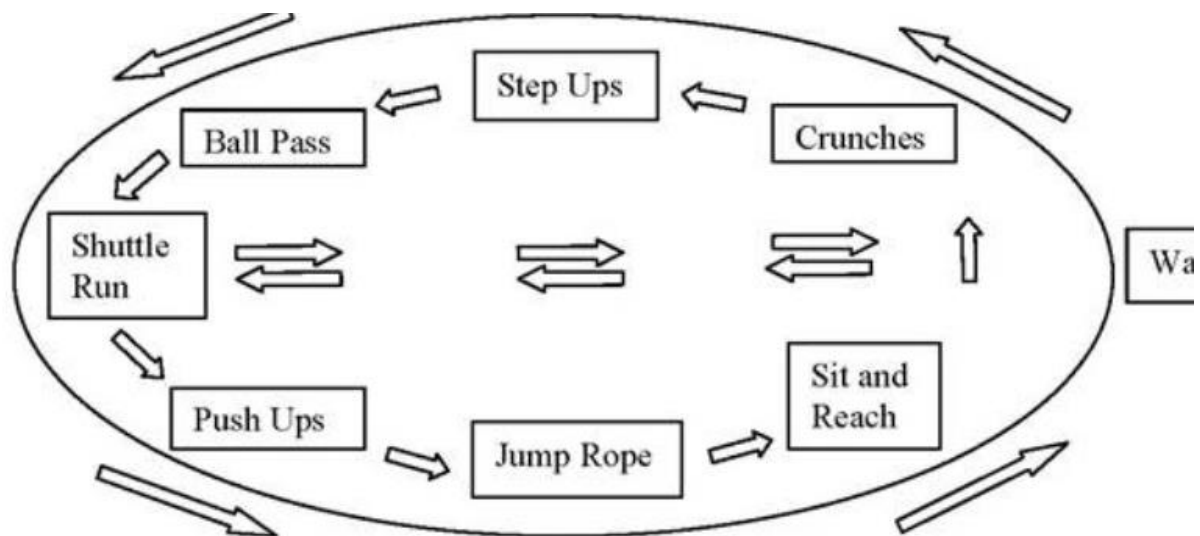 Step Ups
Ball Pass
Crunches
Shuttle
Run
Sit and
Reach
Push Ups
Jump Rope